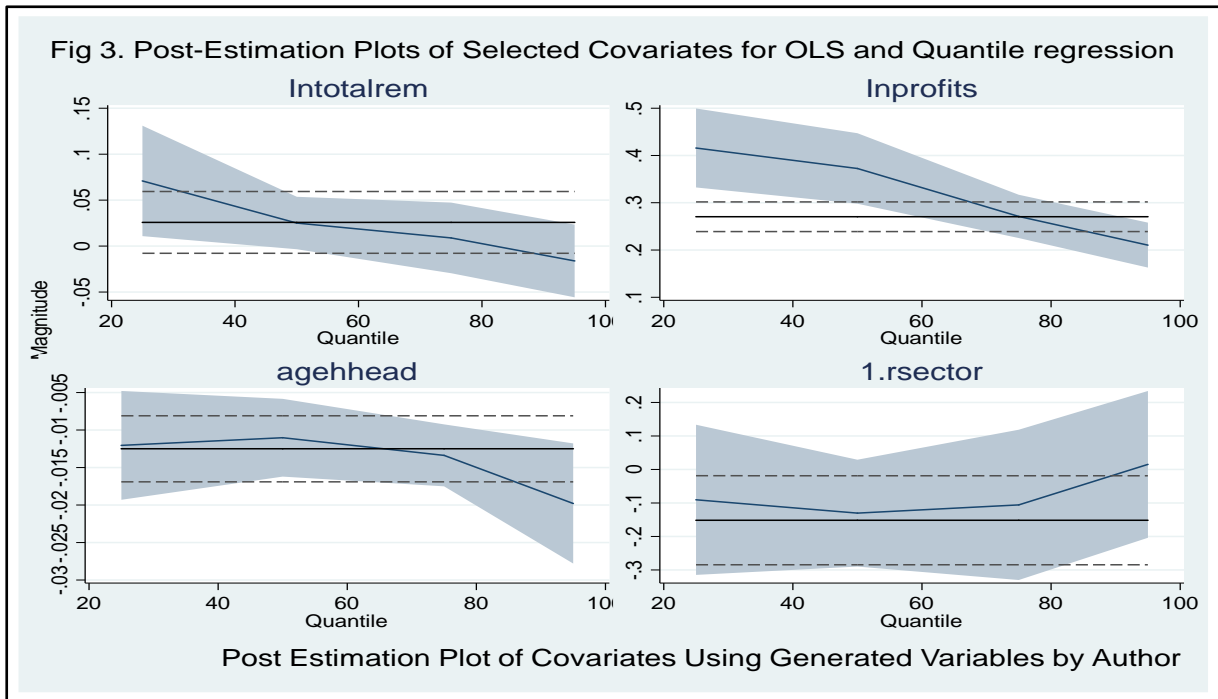 Fig 3. Post-Estimation Plots of Selected Covariates for OLS and Quantile regression
lntotalrem
.15
.1
.05
0
-.05
20 40 60 80 100
Quantile
lnprofits
.5
.4
.3
.2
.1
20 40 60 80 100
Quantile
Magnitude
agehhead
-.005
-.01
-.015
-.02
-.025
-.03
20 40 60 80 100
Quantile
1.rsector
.2
.1
0
-.1
-.2
-.3
20 40 60 80 100
Quantile
Post Estimation Plot of Covariates Using Generated Variables by Author